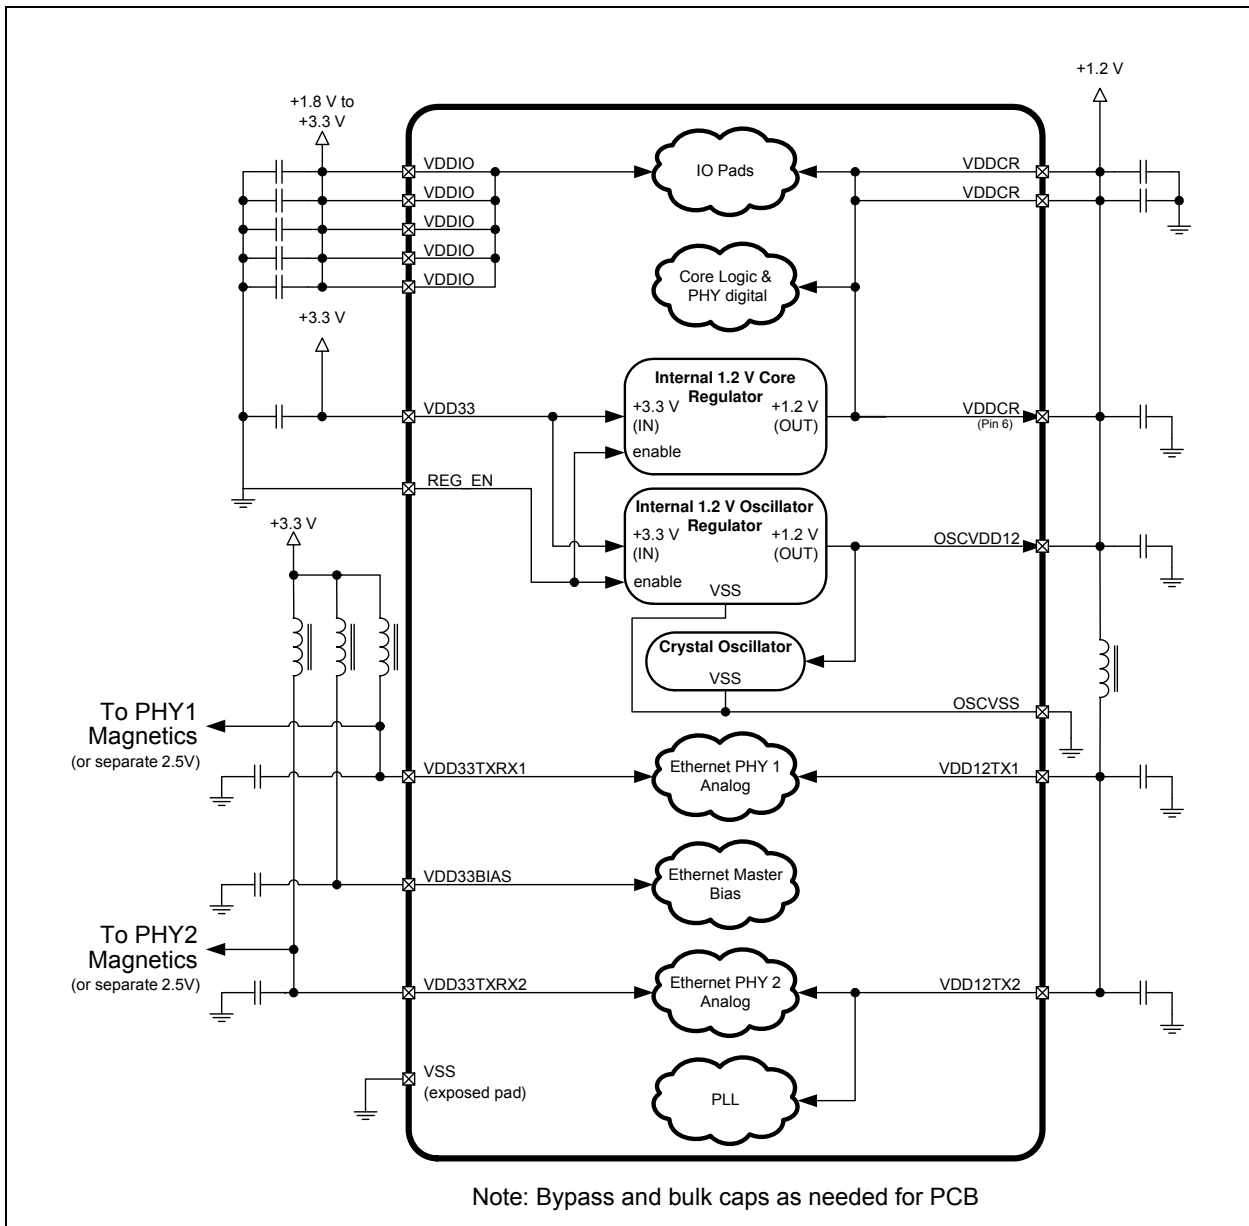 +1.2 V
+1.8 V to
+3.3 V
VDDIO
IO Pads
VDDCR
VDDIO
VDDCR
VDDIO
VDDIO
Core Logic &
PHY digital
VDDIO
+3.3 V
Internal 1.2 V Core
Regulator
VDD33
+3.3 V
(IN)
+1.2 V
(OUT)
VDDCR
(Pin 6)
enable
REG_EN
Internal 1.2 V Oscillator
Regulator
+3.3 V
+3.3 V
(IN)
+1.2 V
(OUT)
OSCVDD12
enable
VSS
Crystal Oscillator
VSS
OSCVSS
To PHY1
Magnetics
(or separate 2.5V)
VDD33TXRX1
Ethernet PHY 1
Analog
VDD12TX1
VDD33BIAS
Ethernet Master
Bias
To PHY2
Magnetics
(or separate 2.5V)
VDD33TXRX2
Ethernet PHY 2
Analog
VDD12TX2
VSS
(exposed pad)
PLL
Note: Bypass and bulk caps as needed for PCB